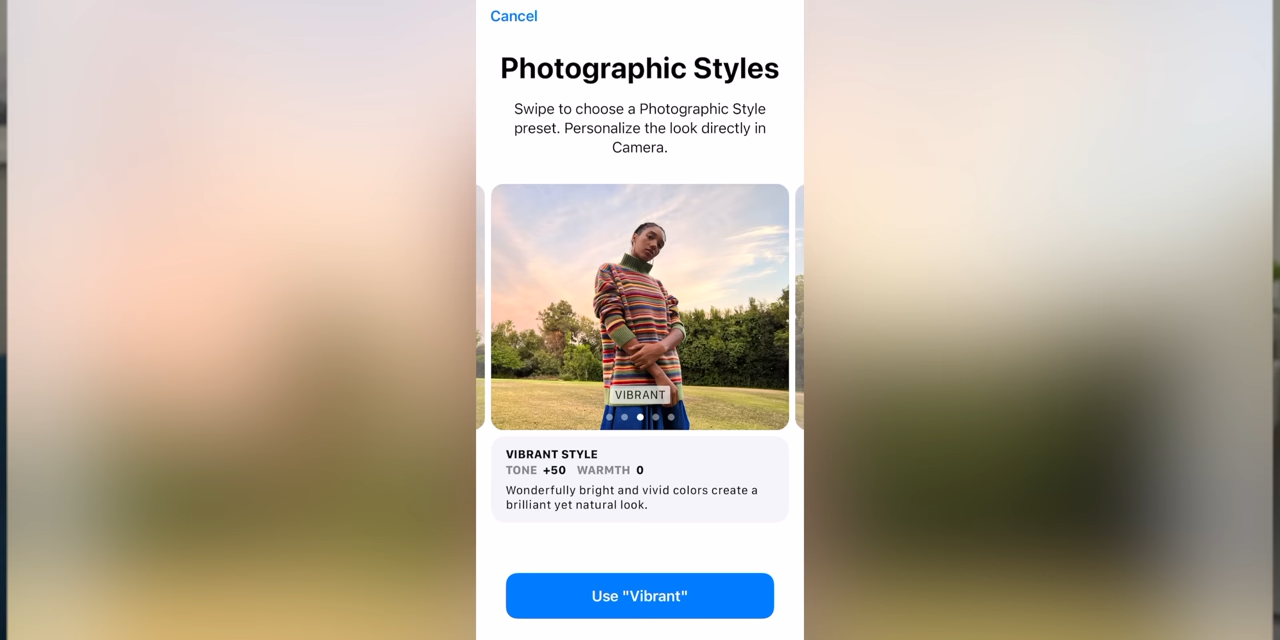 Cancel
Photographic Styles
Swipe to choose a Photographic Style
preset. Personalize the look directly in
Camera.
VIBRANT
VIBRANT STYLE
TONE +50 WARMTH 0
Wonderfully bright and vivid colors create a
brilliant yet natural look.
Use "Vibrant"